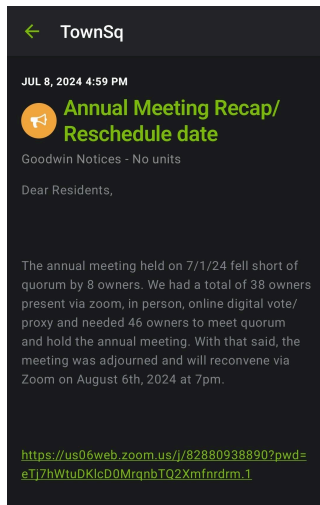 TownSq
JUL 8, 2024 4:59 PM
Annual Meeting Recap/
Reschedule date
Goodwin Notices - No units
Dear Residents,
The annual meeting held on 7/1/24 fell short of
quorum by 8 owners. We had a total of 38 owners
present via zoom, in person, online digital vote/
proxy and needed 46 owners to meet quorum
and hold the annual meeting. With that said, the
meeting was adjourned and will reconvene via
Zoom on August 6th, 2024 at 7pm.
https://us06web.zoom.us/j/82880938890?pwd=
eTj7hWtuDKlcD0MrqnbTQ2Xmfnrdrm.1